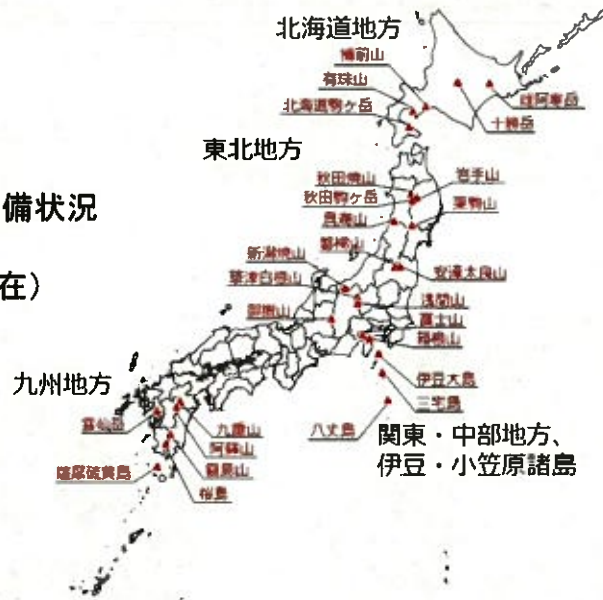 北海道地方
樽前山
有珠山
北海道駒ヶ岳
雌阿寒岳
十勝岳
東北地方
秋田焼山
岩手山
秋田駒ヶ岳
栗駒山
鳥海山
磐梯山
安達太良山
備状況
在）
新潟焼山
草津白根山
浅間山
御嶽山
富士山
箱根山
伊豆大島
三宅島
八丈島
関東・中部地方、
伊豆・小笠原諸島
九州地方
雲仙岳
九重山
阿蘇山
霧島山
薩摩硫黄島
桜島